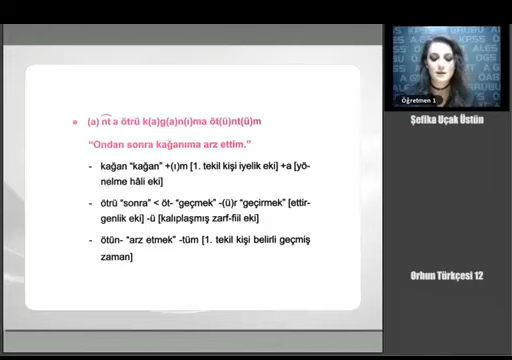 (a) nt a ötrü k(a)g(a)n(ı)ma öt(ü)nt(ü)m
"Ondan sonra kağanıma arz ettim."
- kağan "kağan" +(ı)m [1. tekil kişi iyelik eki] +a [yö-
nelme hâli eki]
- ötrü "sonra" < öt- "geçmek" -(ü)r "geçirmek" [ettir-
genlik eki] -ü [kalıplaşmış zarf-fiil eki]
- ötün- "arz etmek" -tüm [1. tekil kişi belirli geçmiş
zaman]
Öğretmen 1
Şefika Uçak Üstün
Orhun Türkçesi 12